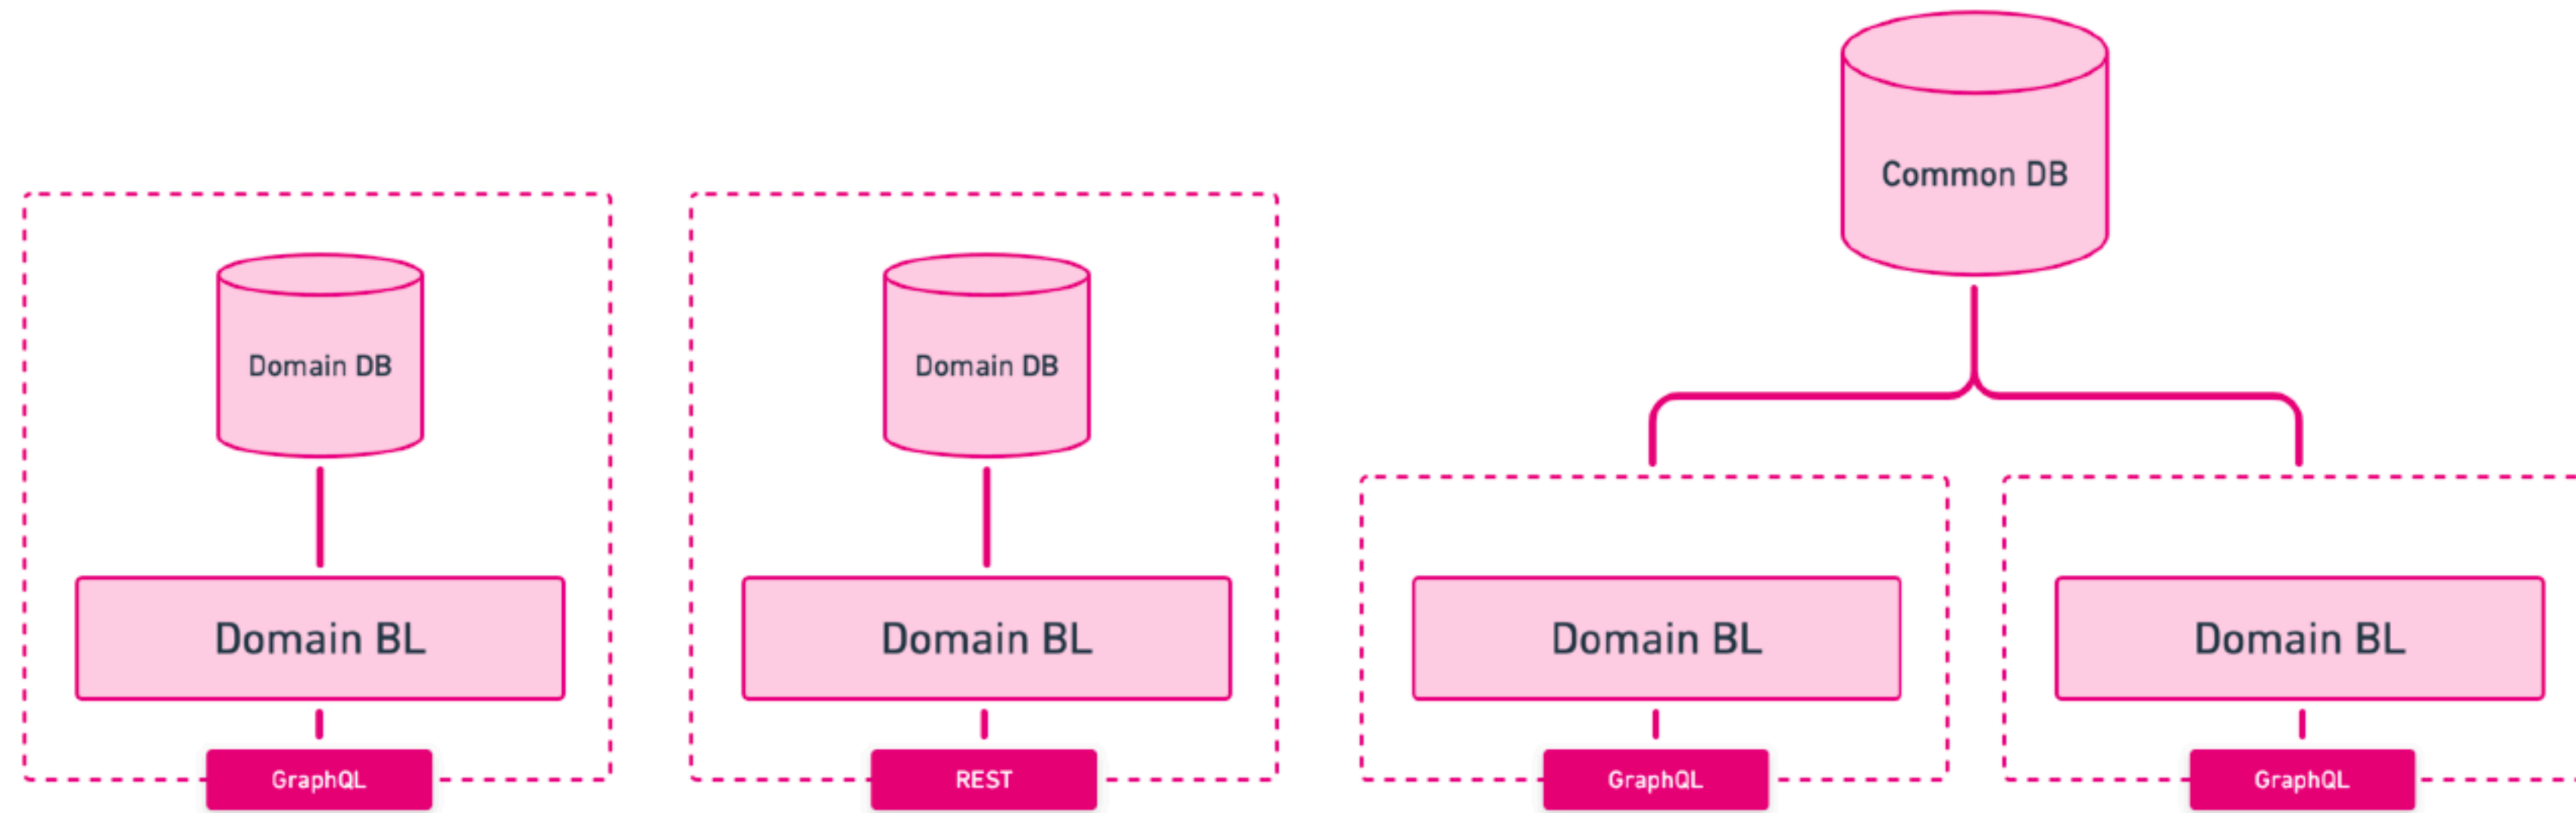 Common DB
Domain DB
Domain DB
Domain BL
Domain BL
Domain BL
Domain BL
GraphQL
REST
GraphQL
GraphQL